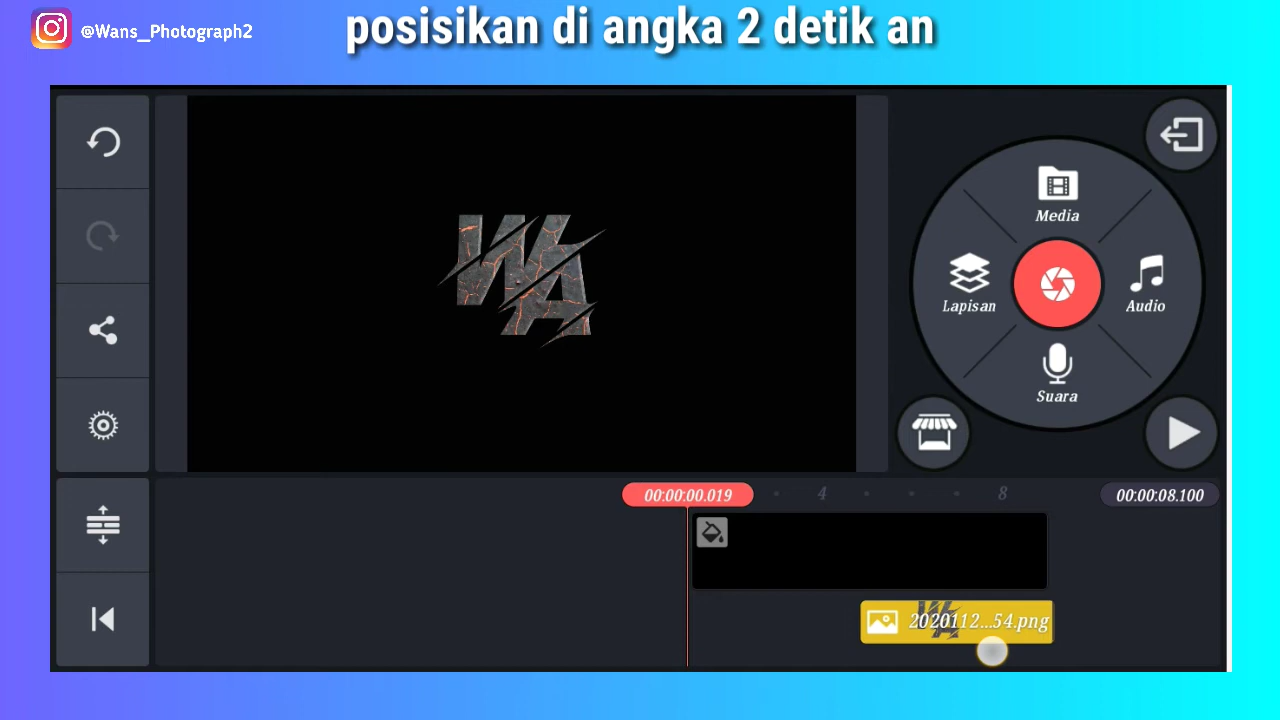 @Wans_Photograph2
posisikan di angka 2 detik an
WA
Media
Lapisan
Audio
Suara
00:00:00.019
4
8
00:00:08.100
2020112...54.png